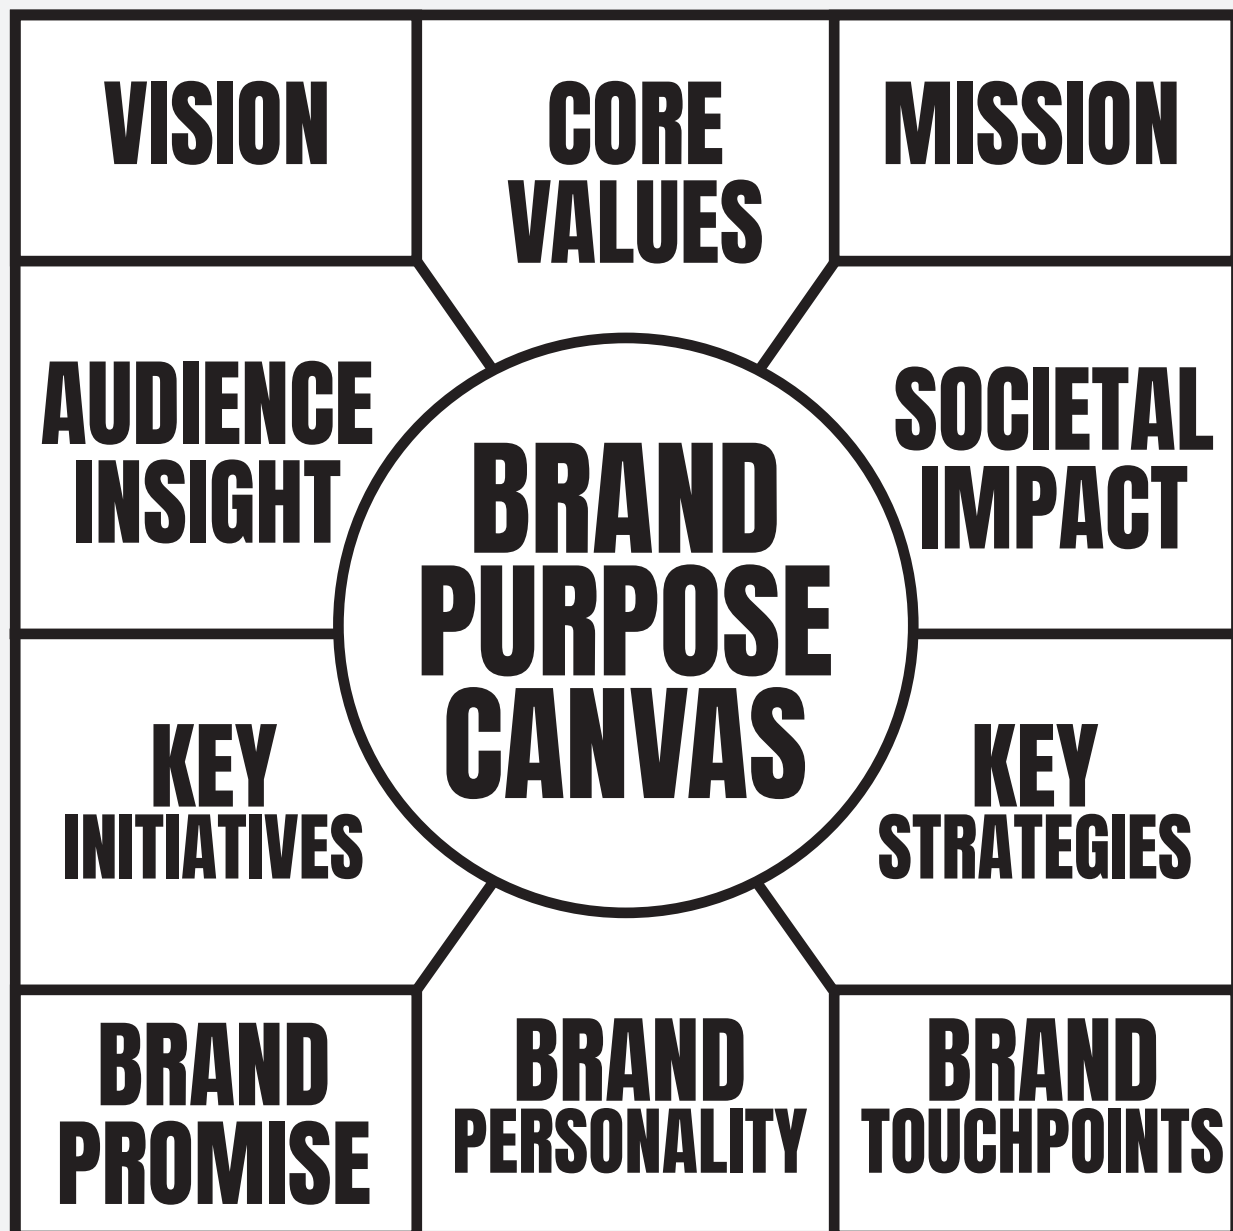 VISION
CORE
VALUES
MISSION
AUDIENCE
INSIGHT
BRAND
PURPOSE
CANVAS
SOCIETAL
IMPACT
KEY
INITIATIVES
KEY
STRATEGIES
BRAND
PROMISE
BRAND
PERSONALITY
BRAND
TOUCHPOINTS